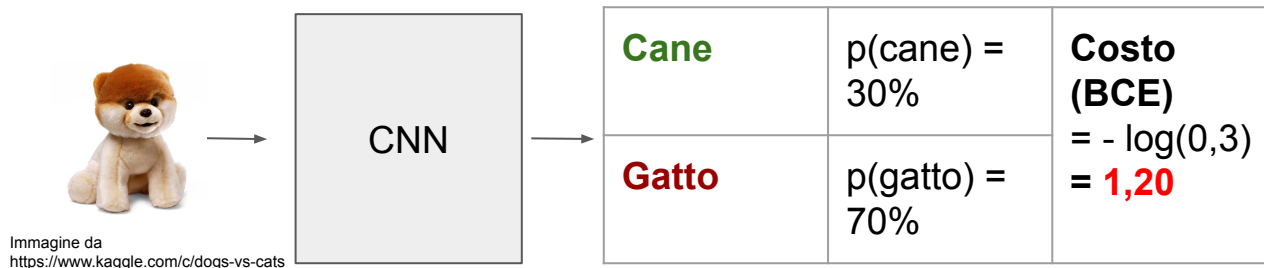 Immagine da
https://www.kaggle.com/c/dogs-vs-cats
CNN
Cane
p(cane) =
30%
Costo
(BCE)
= - log(0,3)
= 1,20
Gatto
p(gatto) =
70%